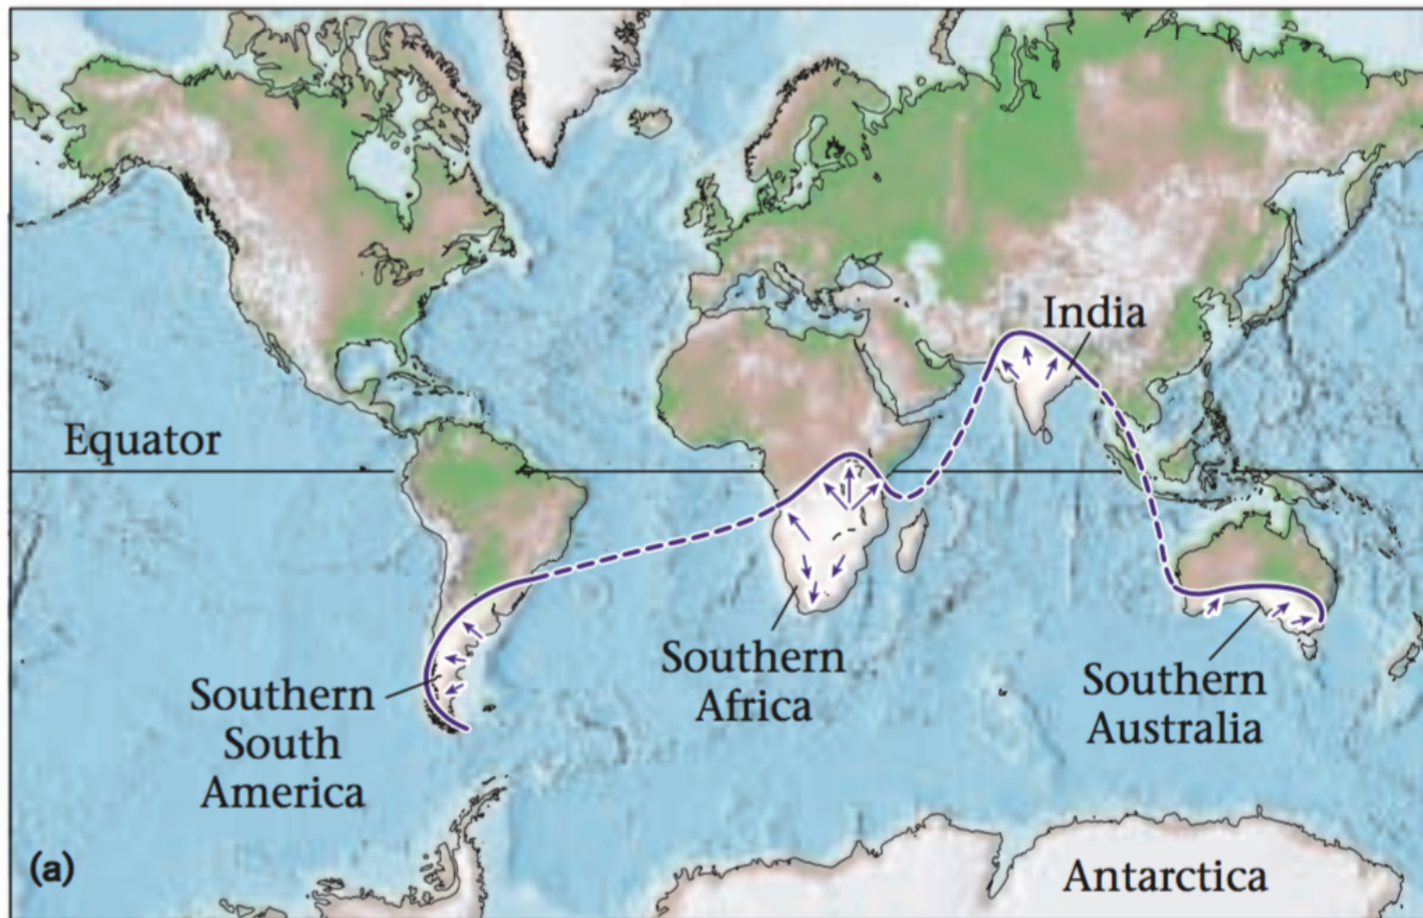 India
Equator
Southern
Africa
Southern
South
America
Southern
Australia
(a)
Antarctica